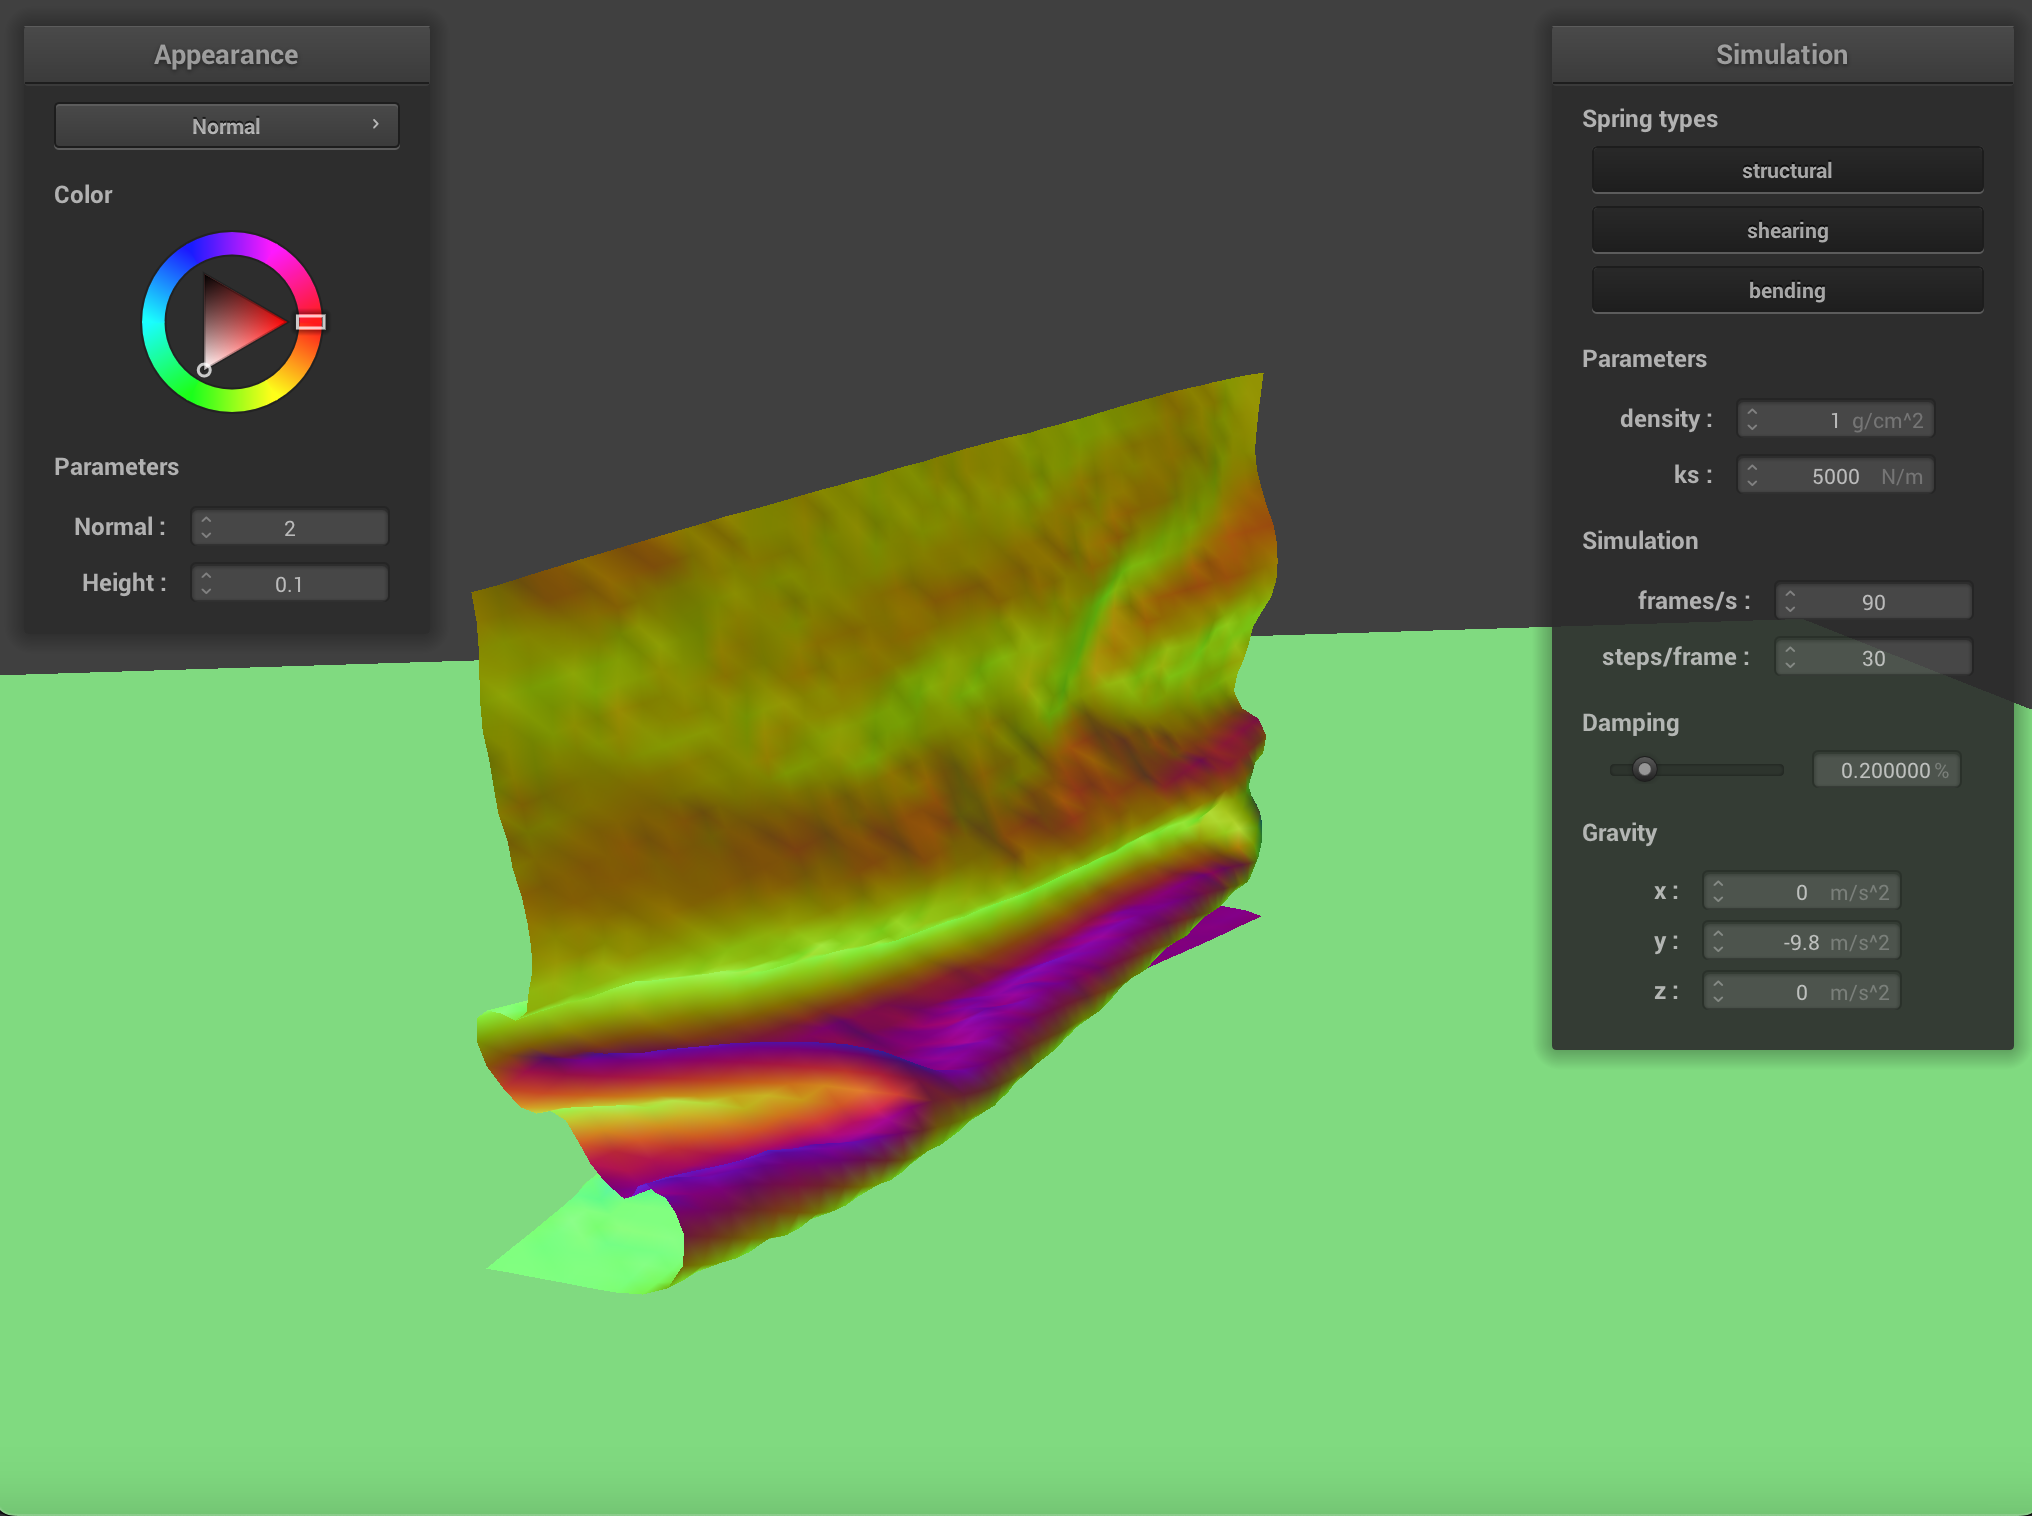 Appearance
Normal
Color
Parameters
Normal : 2
Height : 0.1
Simulation
Spring types
structural
shearing
bending
Parameters
density : 1 g/cm^2
ks : 5000 N/m
Simulation
frames/s : 90
steps/frame : 30
Damping
0.200000 %
Gravity
x : 0 m/s^2
y : -9.8 m/s^2
z : 0 m/s^2